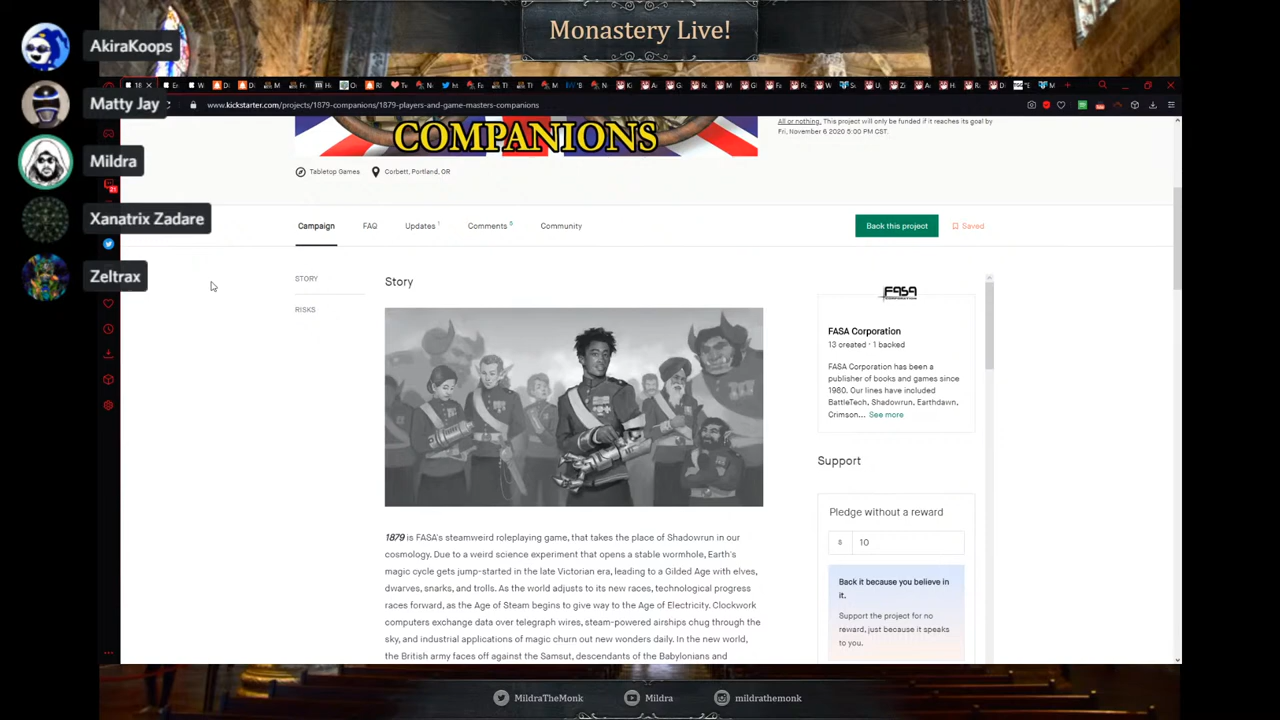 Monastery Live!
AkiraKoops
Matty Jay
Mildra
Xanatrix Zadare
Zeltrax
www.kickstarter.com/projects/1879-companions/1879-players-and-game-masters-companions
COMPANIONS
All or nothing. This project will only be funded if it reaches its goal by
Fri, November 6 2020 5:00 PM CST.
Tabletop Games
Corbett, Portland, OR
Campaign
FAQ
Updates 1
Comments 5
Community
Back this project
Saved
STORY
RISKS
Story
1879 is FASA's steamweird roleplaying game, that takes the place of Shadowrun in our
cosmology. Due to a weird science experiment that opens a stable wormhole, Earth's
magic cycle gets jump-started in the late Victorian era, leading to a Gilded Age with elves,
dwarves, snarks, and trolls. As the world adjusts to its new races, technological progress
races forward, as the Age of Steam begins to give way to the Age of Electricity. Clockwork
computers exchange data over telegraph wires, steam-powered airships chug through the
sky, and industrial applications of magic churn out new wonders daily. In the new world,
the British army faces off against the Samsut, descendants of the Babylonians and
FASA
CORPORATION
FASA Corporation
13 created · 1 backed
FASA Corporation has been a
publisher of books and games since
1980. Our lines have included
BattleTech, Shadowrun, Earthdawn,
Crimson... See more
Support
Pledge without a reward
$ 10
Back it because you believe in
it.
Support the project for no
reward, just because it speaks
to you.
MildraTheMonk
Mildra
mildrathemonk